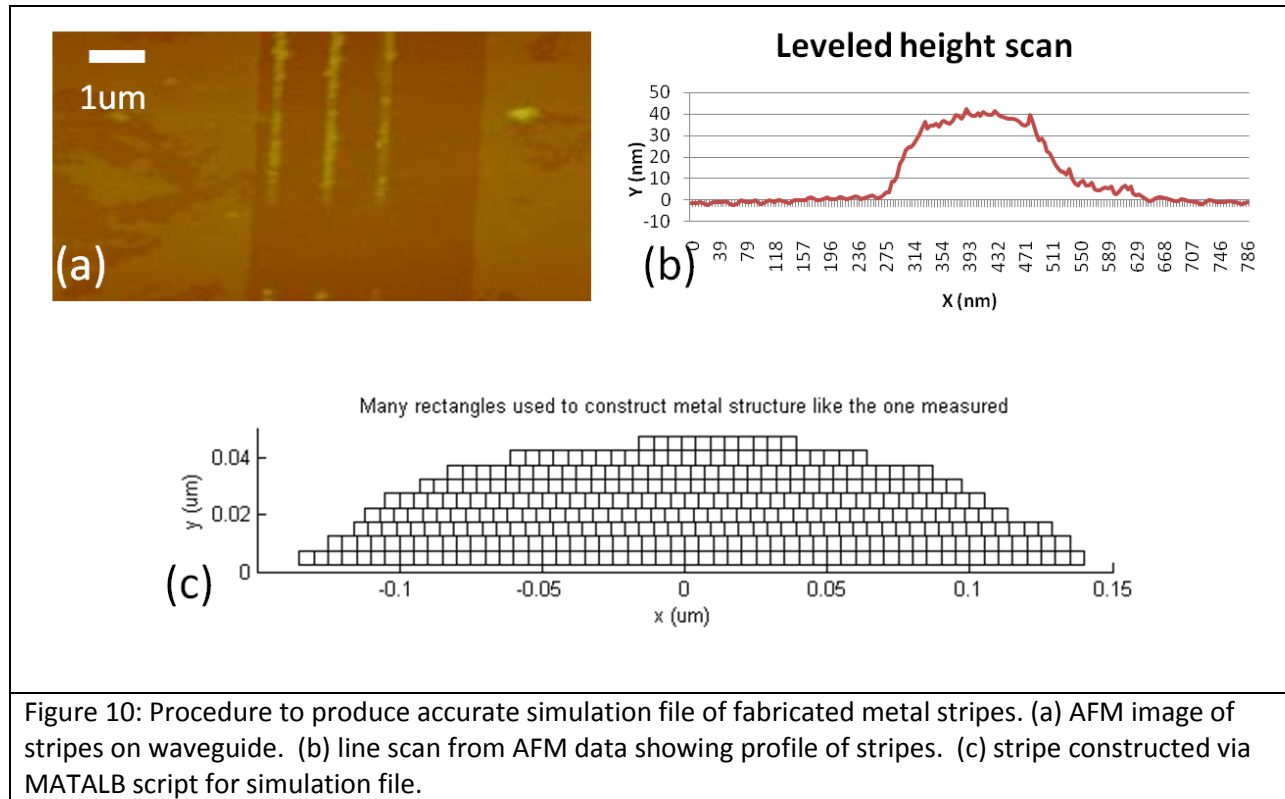 1um
(a)
Leveled height scan
50
40
30
20
10
0
-10
Y (nm)
0 39 79 118 157 196 236 275 314 354 393 432 471 511 550 589 629 668 707 746 786
X (nm)
(b)
Many rectangles used to construct metal structure like the one measured
0.04
0.02
0
y (um)
-0.1 -0.05 0 0.05 0.1 0.15
x (um)
(c)
Figure 10: Procedure to produce accurate simulation file of fabricated metal stripes. (a) AFM image of
stripes on waveguide.  (b) line scan from AFM data showing profile of stripes.  (c) stripe constructed via
MATALB script for simulation file.